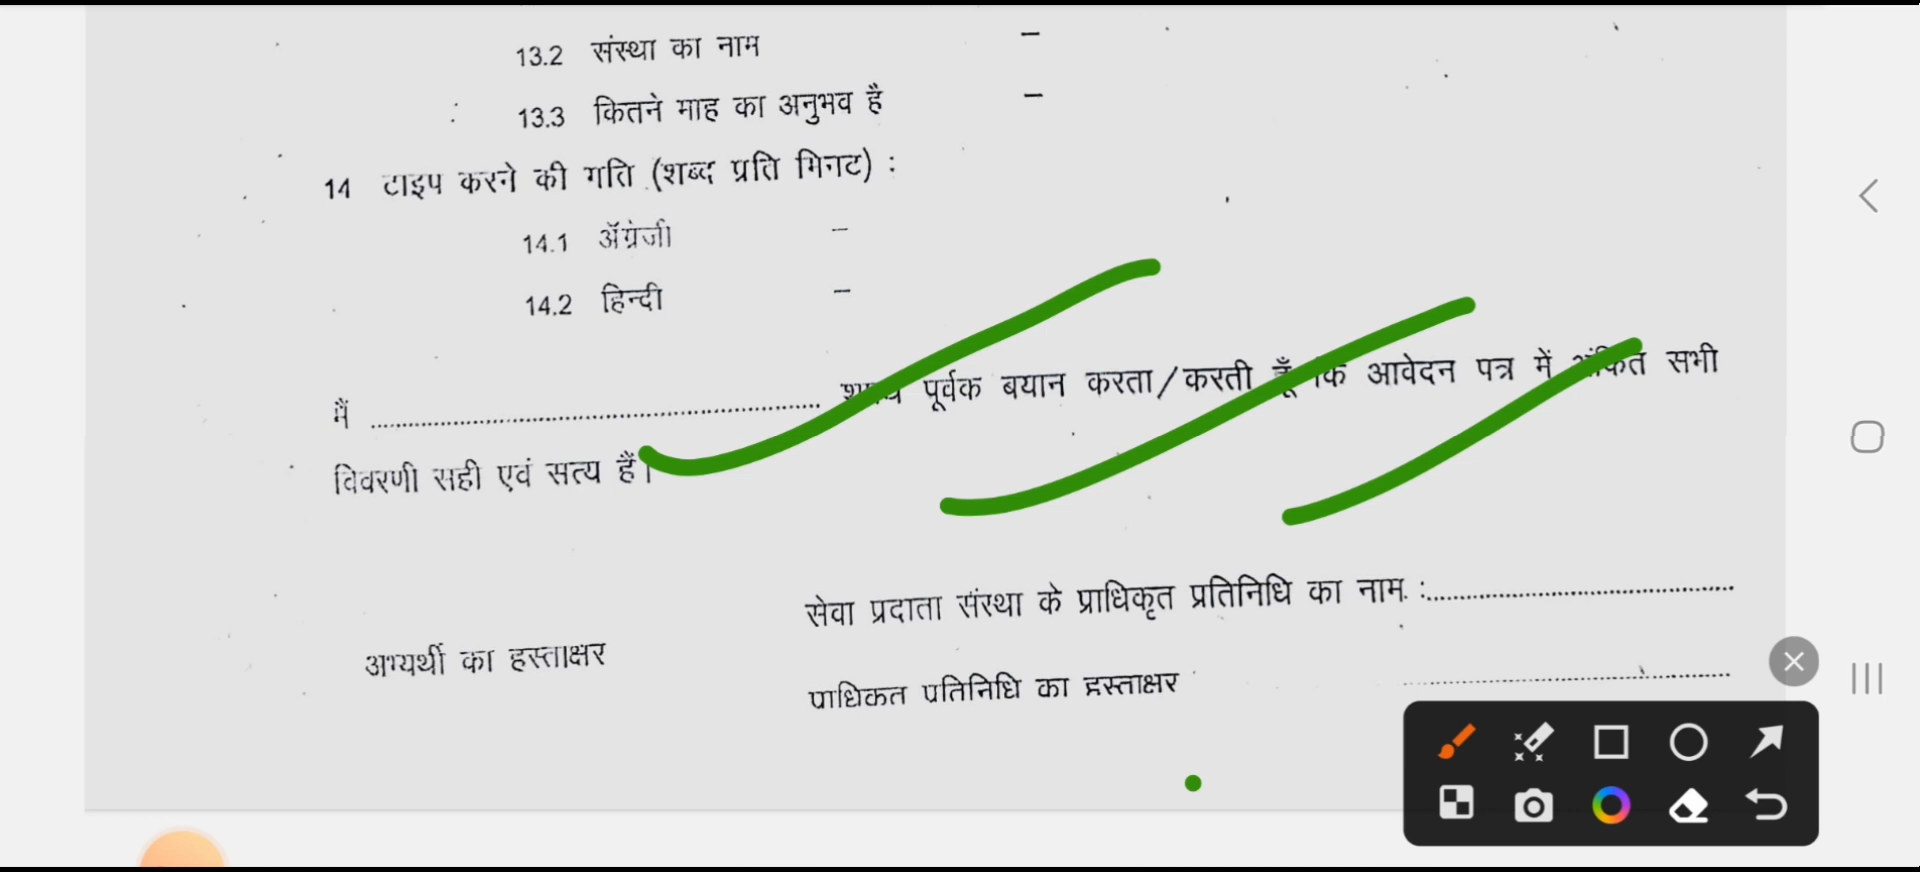 13.2 संस्था का नाम –
13.3 कितने माह का अनुभव है –
14 टाइप करने की गति (शब्द प्रति मिनट) :
14.1 अँग्रेजी –
14.2 हिन्दी –
मैं ........................................ पूर्वक बयान करता/करती हूँ कि आवेदन पत्र में अंकित सभी
विवरणी सही एवं सत्य हैं।
सेवा प्रदाता संस्था के प्राधिकृत प्रतिनिधि का नाम :........................................
अभ्यर्थी का हस्ताक्षर
प्राधिकृत प्रतिनिधि का हस्ताक्षर ........................................